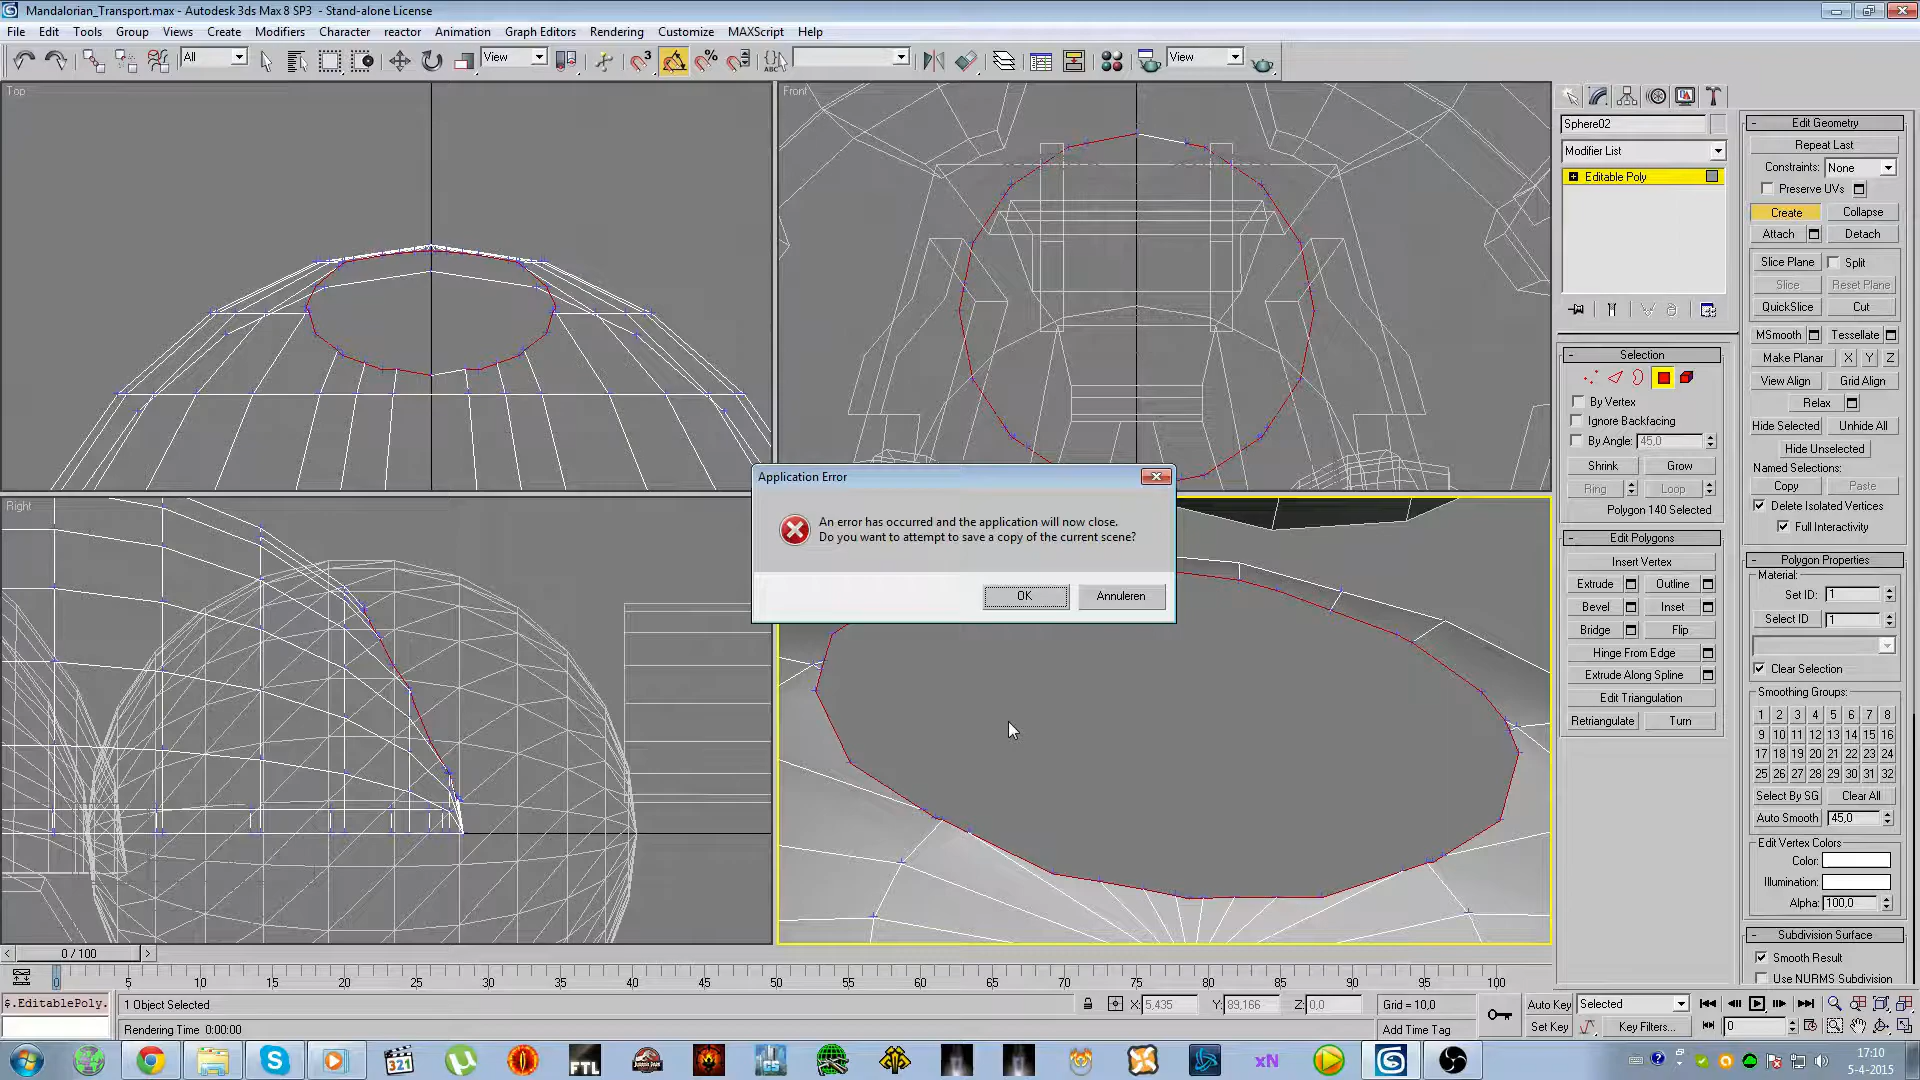 Mandalorian_Transport.max - Autodesk 3ds Max 8 SP3 - Stand-alone License
File Edit Tools Group Views Create Modifiers Character reactor Animation Graph Editors Rendering Customize MAXScript Help
All View View
Top
Front
Right
Sphere02
Modifier List
Editable Poly
Selection
By Vertex
Ignore Backfacing
By Angle: 45,0
Shrink Grow
Ring Loop
Polygon 140 Selected
Edit Polygons
Insert Vertex
Extrude Outline
Bevel Inset
Bridge Flip
Hinge From Edge
Extrude Along Spline
Edit Triangulation
Retriangulate Turn
Edit Geometry
Repeat Last
Constraints: None
Preserve UVs
Create Collapse
Attach Detach
Slice Plane Split
Slice Reset Plane
QuickSlice Cut
MSmooth Tessellate
Make Planar X Y Z
View Align Grid Align
Relax
Hide Selected Unhide All
Hide Unselected
Named Selections:
Copy Paste
Delete Isolated Vertices
Full Interactivity
Polygon Properties
Material:
Set ID: 1
Select ID 1
Clear Selection
Smoothing Groups:
1 2 3 4 5 6 7 8
9 10 11 12 13 14 15 16
17 18 19 20 21 22 23 24
25 26 27 28 29 30 31 32
Select By SG Clear All
Auto Smooth 45,0
Edit Vertex Colors
Color:
Illumination:
Alpha: 100,0
Subdivision Surface
Smooth Result
Use NURMS Subdivision
Application Error
An error has occurred and the application will now close.
Do you want to attempt to save a copy of the current scene?
OK Annuleren
< 0 / 100 >
0 5 10 15 20 25 30 35 40 45 50 55 60 65 70 75 80 85 90 95 100
$.EditablePoly. 1 Object Selected X: 5,435 Y: 89,166 Z: 0,0 Grid = 10,0 Auto Key Selected
Rendering Time 0:00:00 Add Time Tag Set Key Key Filters... 0
321 FTL xN
17:10
5-4-2015